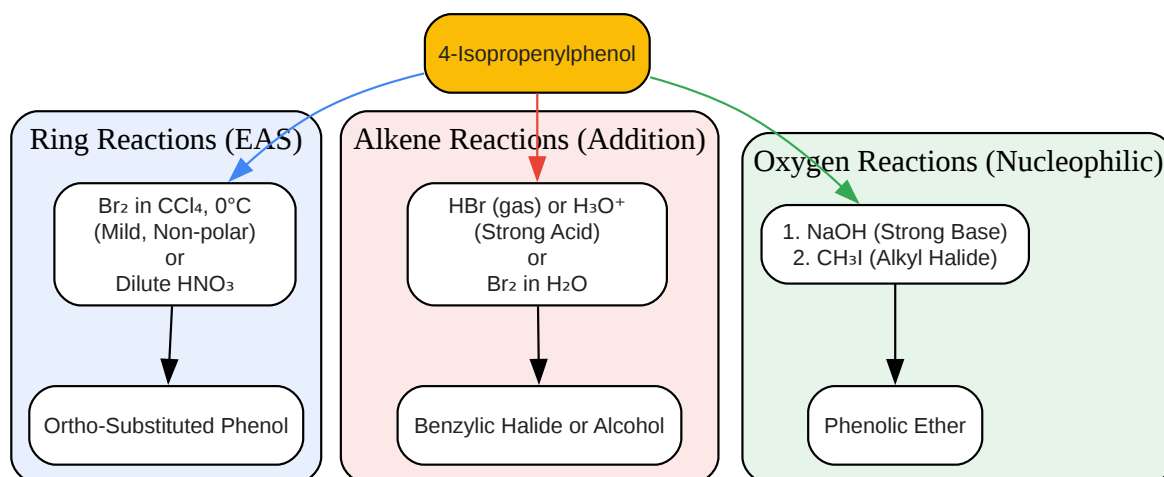 4-Isopropenylphenol
Ring Reactions (EAS)
Br₂ in CCl₄, 0°C
(Mild, Non-polar)
or
Dilute HNO₃
Ortho-Substituted Phenol
Alkene Reactions (Addition)
HBr (gas) or H₃O⁺
(Strong Acid)
or
Br₂ in H₂O
Benzylic Halide or Alcohol
Oxygen Reactions (Nucleophilic)
1. NaOH (Strong Base)
2. CH₃I (Alkyl Halide)
Phenolic Ether